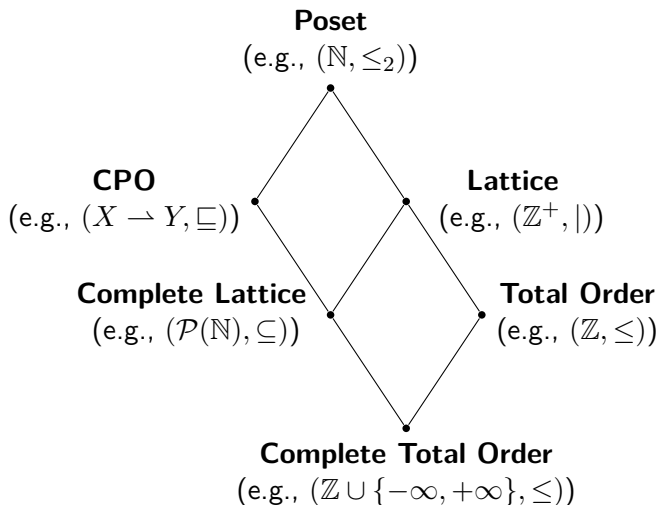 Poset
(e.g., (ℕ, ≤₂))
CPO
(e.g., (X ⇀ Y, ⊑))
Lattice
(e.g., (ℤ⁺, |))
Complete Lattice
(e.g., (𝒫(ℕ), ⊆))
Total Order
(e.g., (ℤ, ≤))
Complete Total Order
(e.g., (ℤ ∪ {−∞, +∞}, ≤))